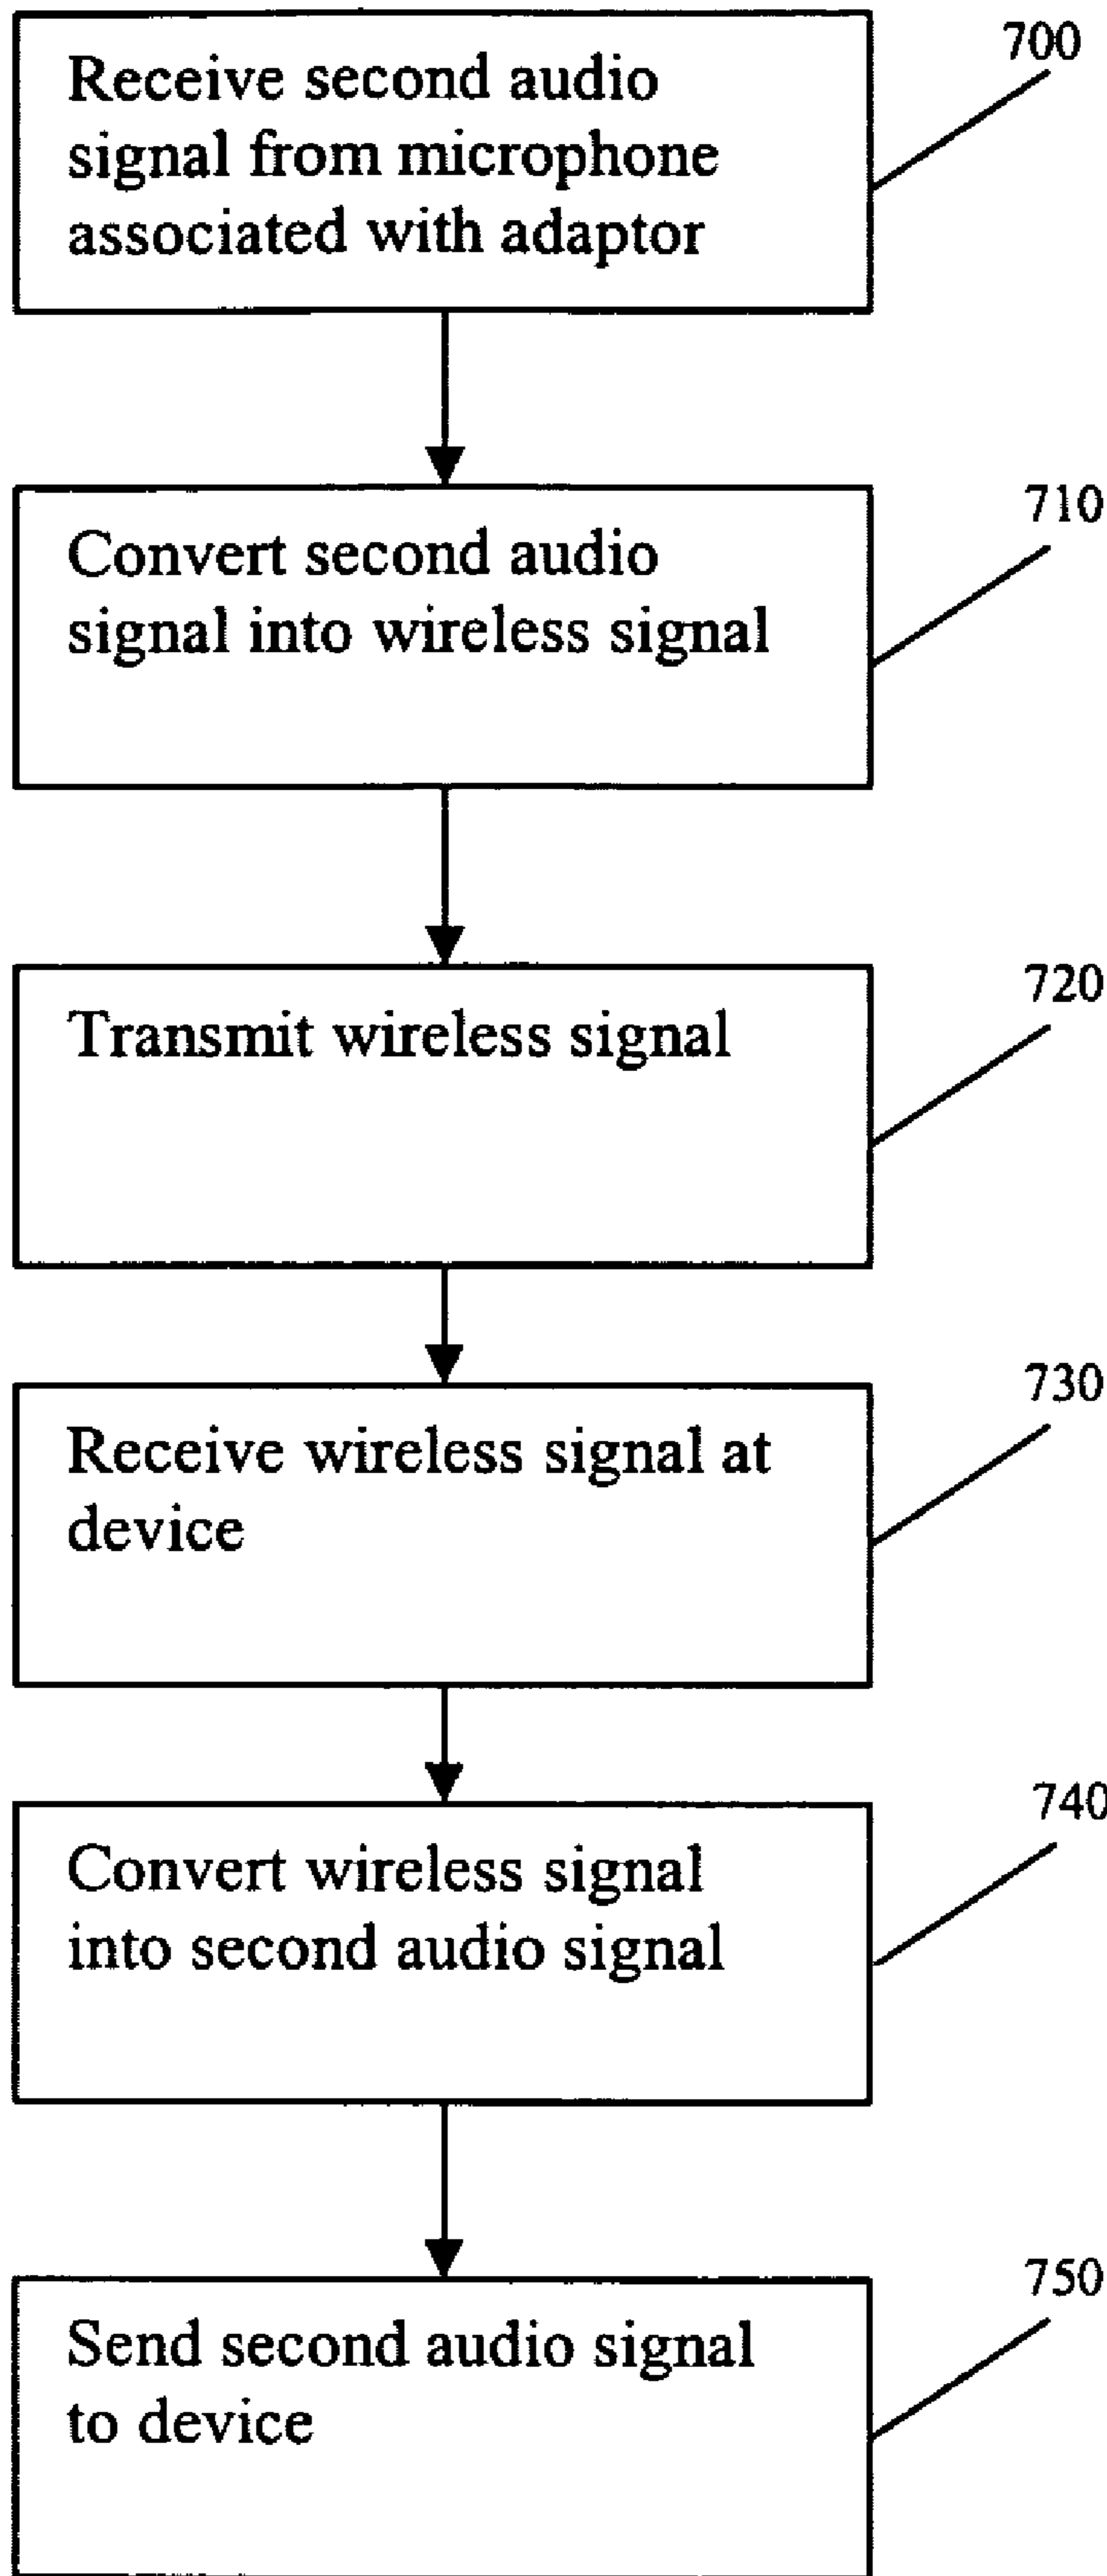 Receive second audio
signal from microphone
associated with adaptor
700
Convert second audio
signal into wireless signal
710
Transmit wireless signal
720
Receive wireless signal at
device
730
Convert wireless signal
into second audio signal
740
Send second audio signal
to device
750